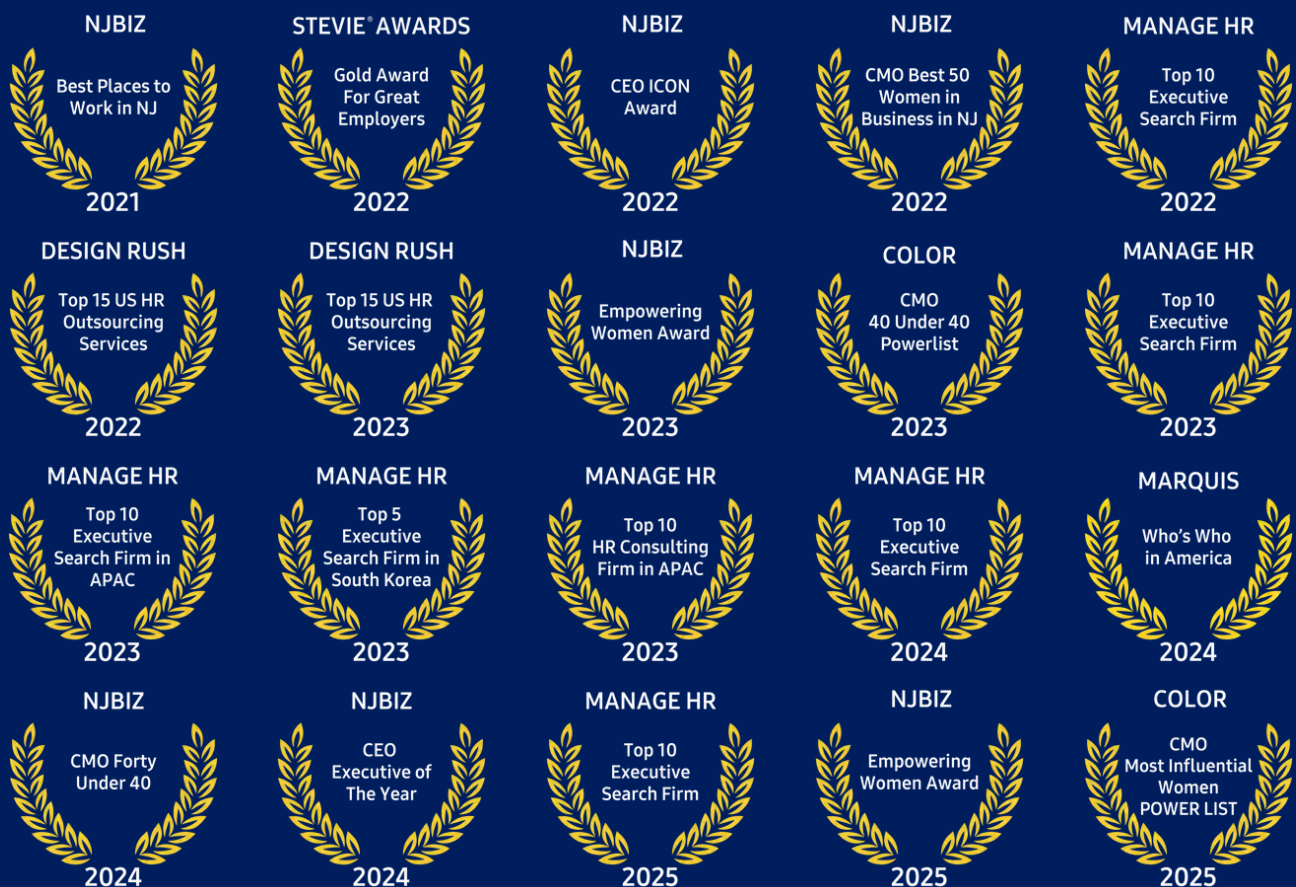 NJBIZ
Best Places to
Work in NJ
2021
STEVIE® AWARDS
Gold Award
For Great
Employers
2022
NJBIZ
CEO ICON
Award
2022
NJBIZ
CMO Best 50
Women in
Business in NJ
2022
MANAGE HR
Top 10
Executive
Search Firm
2022
DESIGN RUSH
Top 15 US HR
Outsourcing
Services
2022
DESIGN RUSH
Top 15 US HR
Outsourcing
Services
2023
NJBIZ
Empowering
Women Award
2023
COLOR
CMO
40 Under 40
Powerlist
2023
MANAGE HR
Top 10
Executive
Search Firm
2023
MANAGE HR
Top 10
Executive
Search Firm in
APAC
2023
MANAGE HR
Top 5
Executive
Search Firm in
South Korea
2023
MANAGE HR
Top 10
HR Consulting
Firm in APAC
2023
MANAGE HR
Top 10
Executive
Search Firm
2024
MARQUIS
Who's Who
in America
2024
NJBIZ
CMO Forty
Under 40
2024
NJBIZ
CEO
Executive of
The Year
2024
MANAGE HR
Top 10
Executive
Search Firm
2025
NJBIZ
Empowering
Women Award
2025
COLOR
CMO
Most Influential
Women
POWER LIST
2025